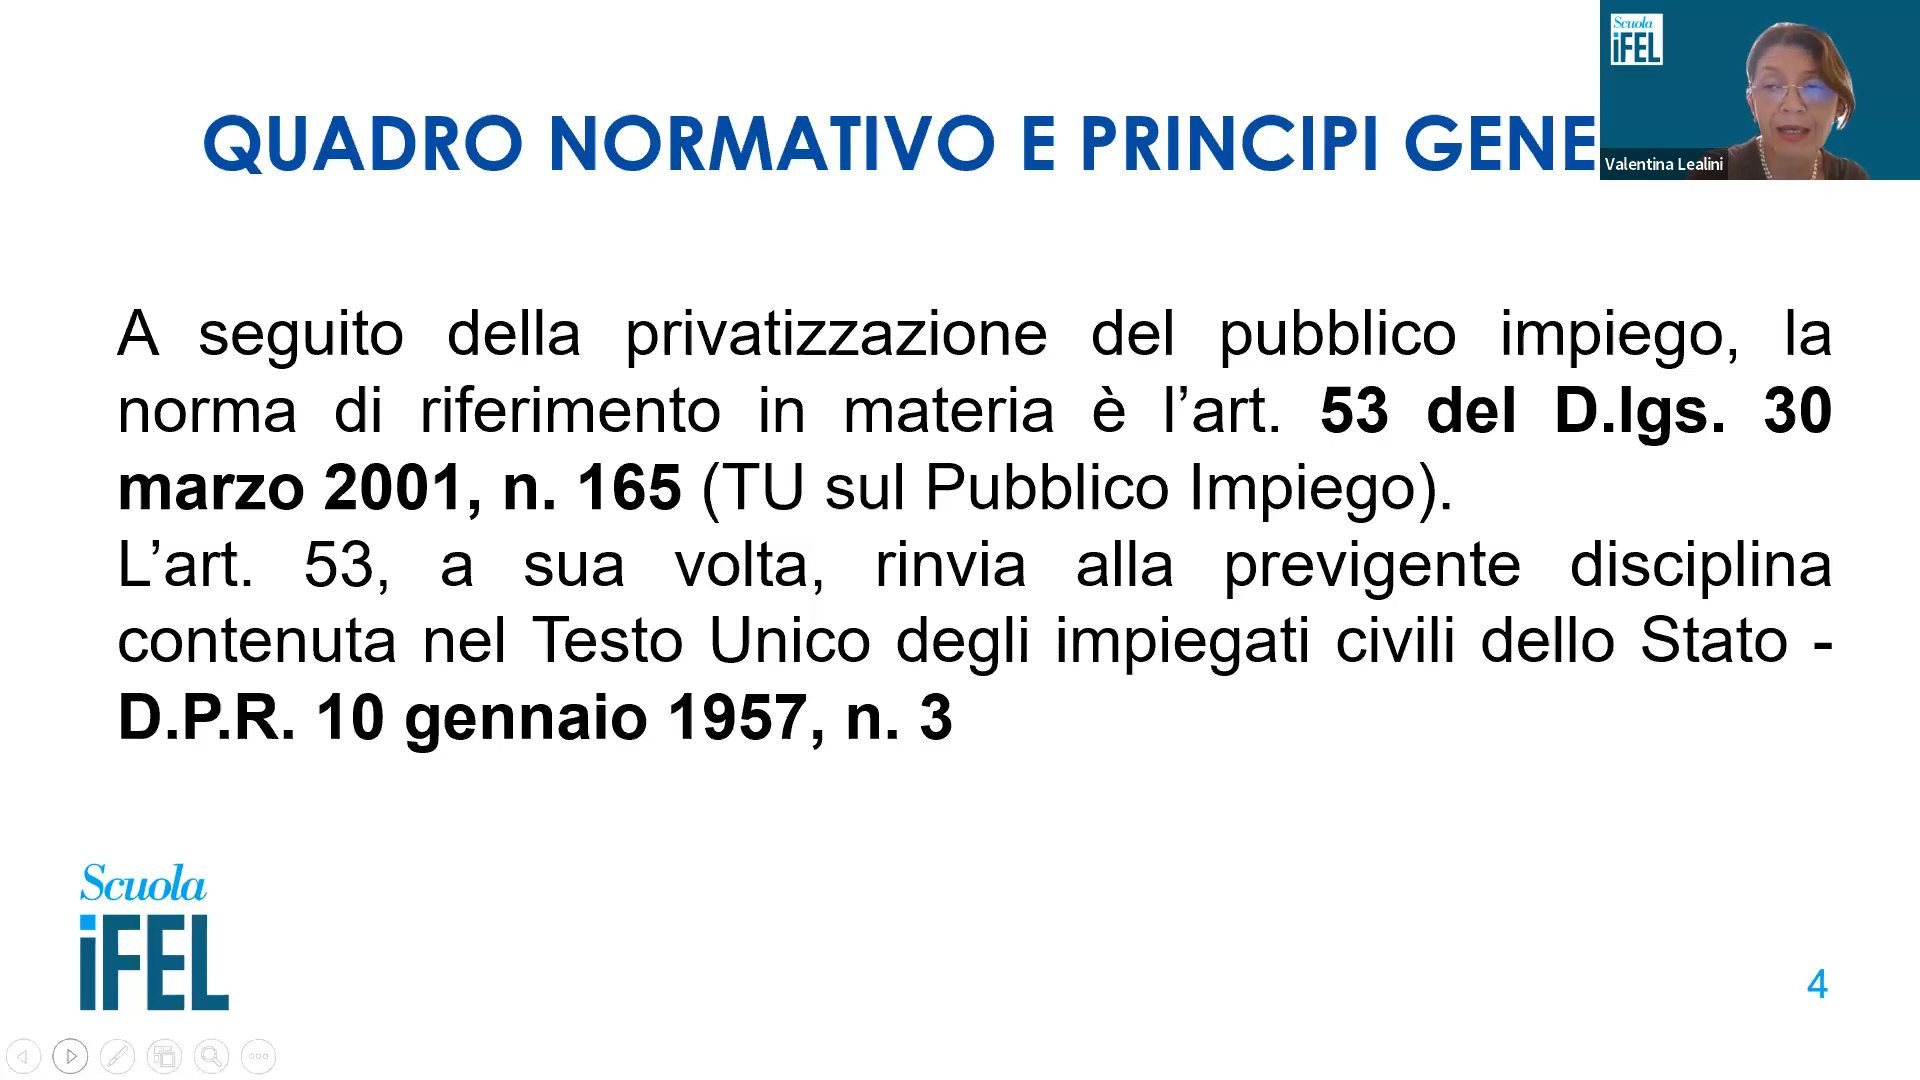 Scuola
iFEL
QUADRO NORMATIVO E PRINCIPI GENE
Valentina Lealini
A seguito della privatizzazione del pubblico impiego, la
norma di riferimento in materia è l’art. 53 del D.lgs. 30
marzo 2001, n. 165 (TU sul Pubblico Impiego).
L’art. 53, a sua volta, rinvia alla previgente disciplina
contenuta nel Testo Unico degli impiegati civili dello Stato -
D.P.R. 10 gennaio 1957, n. 3
Scuola
iFEL
4